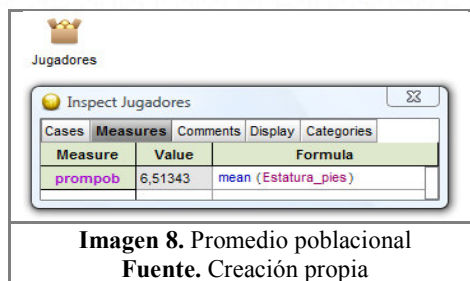 Jugadores
Inspect Jugadores
Cases Measures Comments Display Categories
Measure Value Formula
prompob 6,51343 mean (Estatura_pies)
Imagen 8. Promedio poblacional
Fuente. Creación propia